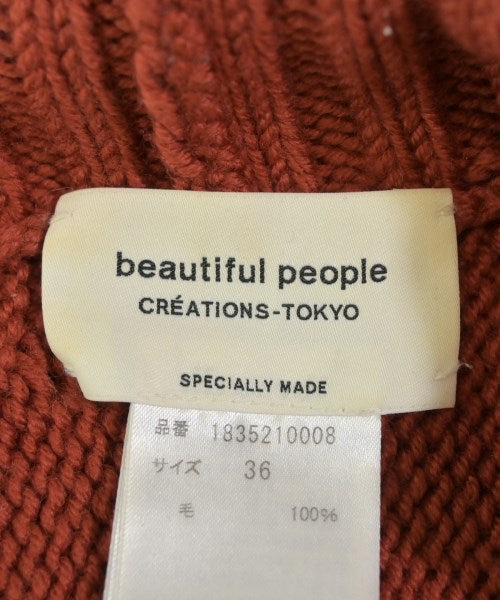 beautiful people
CRÉATIONS-TOKYO
SPECIALLY MADE
品番 1835210008
サイズ 36
毛 100%